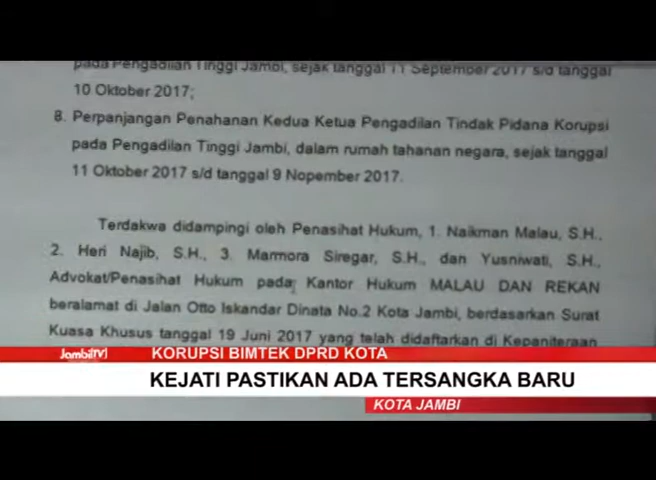 pada Pengadilan Tinggi Jambi, sejak tanggal 11 September 2017 s/d tanggal
10 Oktober 2017;
8. Perpanjangan Penahanan Kedua Ketua Pengadilan Tindak Pidana Korupsi
pada Pengadilan Tinggi Jambi, dalam rumah tahanan negara, sejak tanggal
11 Oktober 2017 s/d tanggal 9 Nopember 2017.
Terdakwa didampingi oleh Penasihat Hukum, 1. Naikman Malau, S.H.,
2. Heri Najib, S.H., 3. Marmora Siregar, S.H., dan Yusniwati, S.H.,
Advokat/Penasihat Hukum pada Kantor Hukum MALAU DAN REKAN
beralamat di Jalan Otto Iskandar Dinata No.2 Kota Jambi, berdasarkan Surat
Kuasa Khusus tanggal 19 Juni 2017 yang telah didaftarkan di Kepaniteraan
JambiTV KORUPSI BIMTEK DPRD KOTA
KEJATI PASTIKAN ADA TERSANGKA BARU
KOTA JAMBI